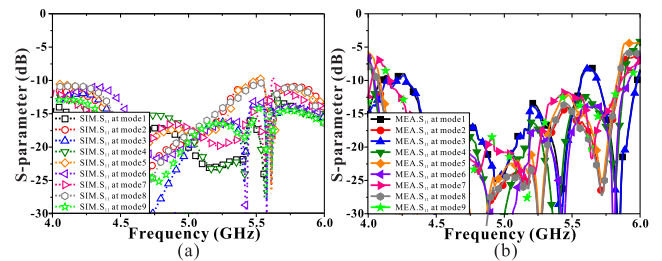 (a)
S-parameter (dB)
0
-5
-10
-15
-20
-25
-30
SIM.S₁₁ at mode1
SIM.S₁₁ at mode2
SIM.S₁₁ at mode3
SIM.S₁₁ at mode4
SIM.S₁₁ at mode5
SIM.S₁₁ at mode6
SIM.S₁₁ at mode7
SIM.S₁₁ at mode8
SIM.S₁₁ at mode9
4.0 4.5 5.0 5.5 6.0
Frequency (GHz)
(a)
(b)
S-parameter (dB)
0
-5
-10
-15
-20
-25
-30
MEA.S₁₁ at mode1
MEA.S₁₁ at mode2
MEA.S₁₁ at mode3
MEA.S₁₁ at mode4
MEA.S₁₁ at mode5
MEA.S₁₁ at mode6
MEA.S₁₁ at mode7
MEA.S₁₁ at mode8
MEA.S₁₁ at mode9
4.0 4.5 5.0 5.5 6.0
Frequency (GHz)
(b)